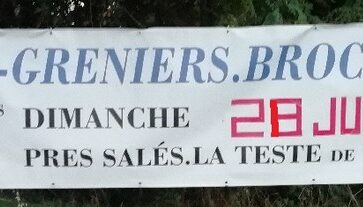 -GRENIERS.BROC
S DIMANCHE 28 JU
PRES SALÉS.LA TESTE DE